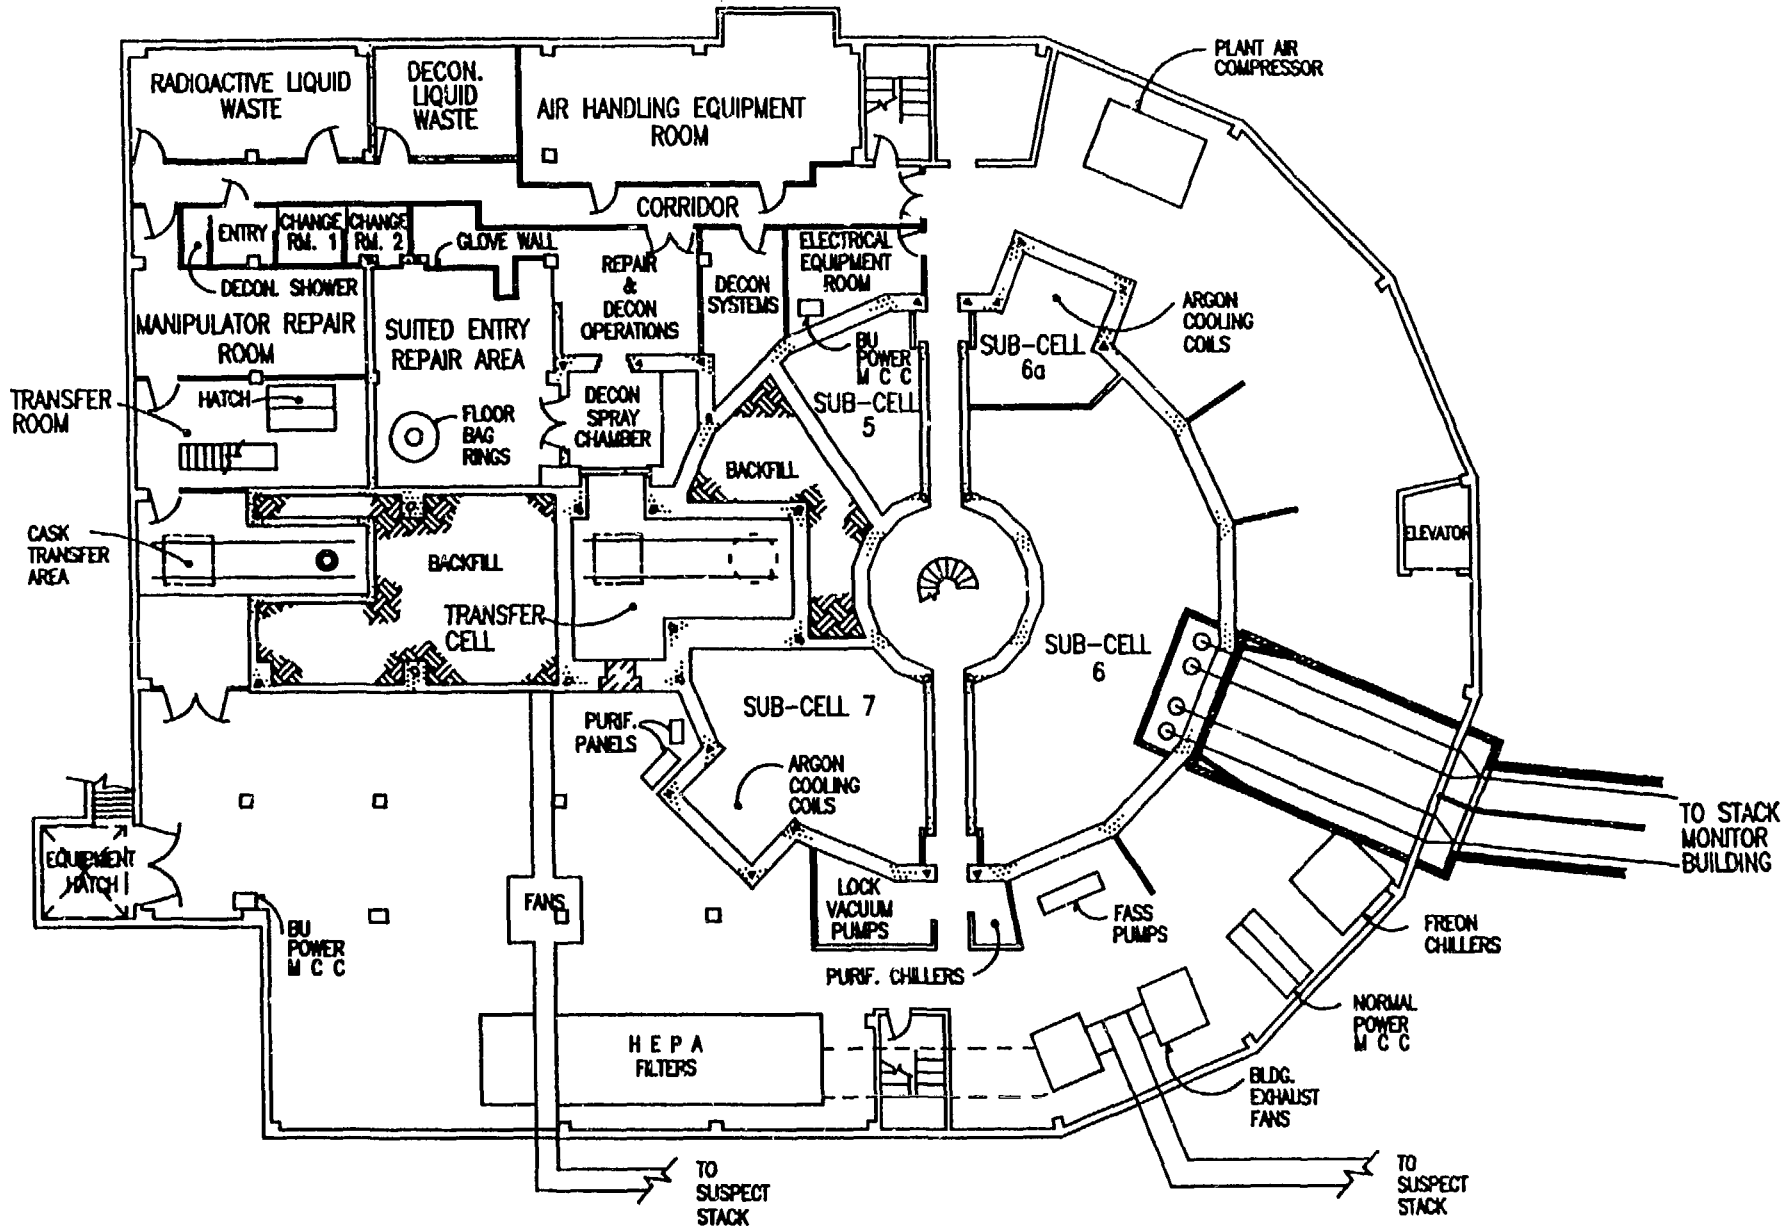 RADIOACTIVE LIQUID
WASTE
DECON.
LIQUID
WASTE
AIR HANDLING EQUIPMENT
ROOM
PLANT AIR
COMPRESSOR
CORRIDOR
ENTRY
CHANGE
RM. 1
CHANGE
RM. 2
GLOVE WALL
DECON. SHOWER
REPAIR
&
DECON
OPERATIONS
DECON
SYSTEMS
ELECTRICAL
EQUIPMENT
ROOM
BU
POWER
M C C
ARGON
COOLING
COILS
SUB-CELL
6a
MANIPULATOR REPAIR
ROOM
SUITED ENTRY
REPAIR AREA
TRANSFER
ROOM
HATCH
FLOOR
BAG
RINGS
DECON
SPRAY
CHAMBER
SUB-CELL
5
BACKFILL
CASK
TRANSFER
AREA
BACKFILL
TRANSFER
CELL
ELEVATOR
SUB-CELL
6
SUB-CELL 7
PURIF.
PANELS
ARGON
COOLING
COILS
TO STACK
MONITOR
BUILDING
EQUIPMENT
HATCH
BU
POWER
M C C
FANS
LOCK
VACUUM
PUMPS
PURIF. CHILLERS
FASS
PUMPS
FREON
CHILLERS
NORMAL
POWER
M C C
H E P A
FILTERS
BLDG.
EXHAUST
FANS
TO
SUSPECT
STACK
TO
SUSPECT
STACK